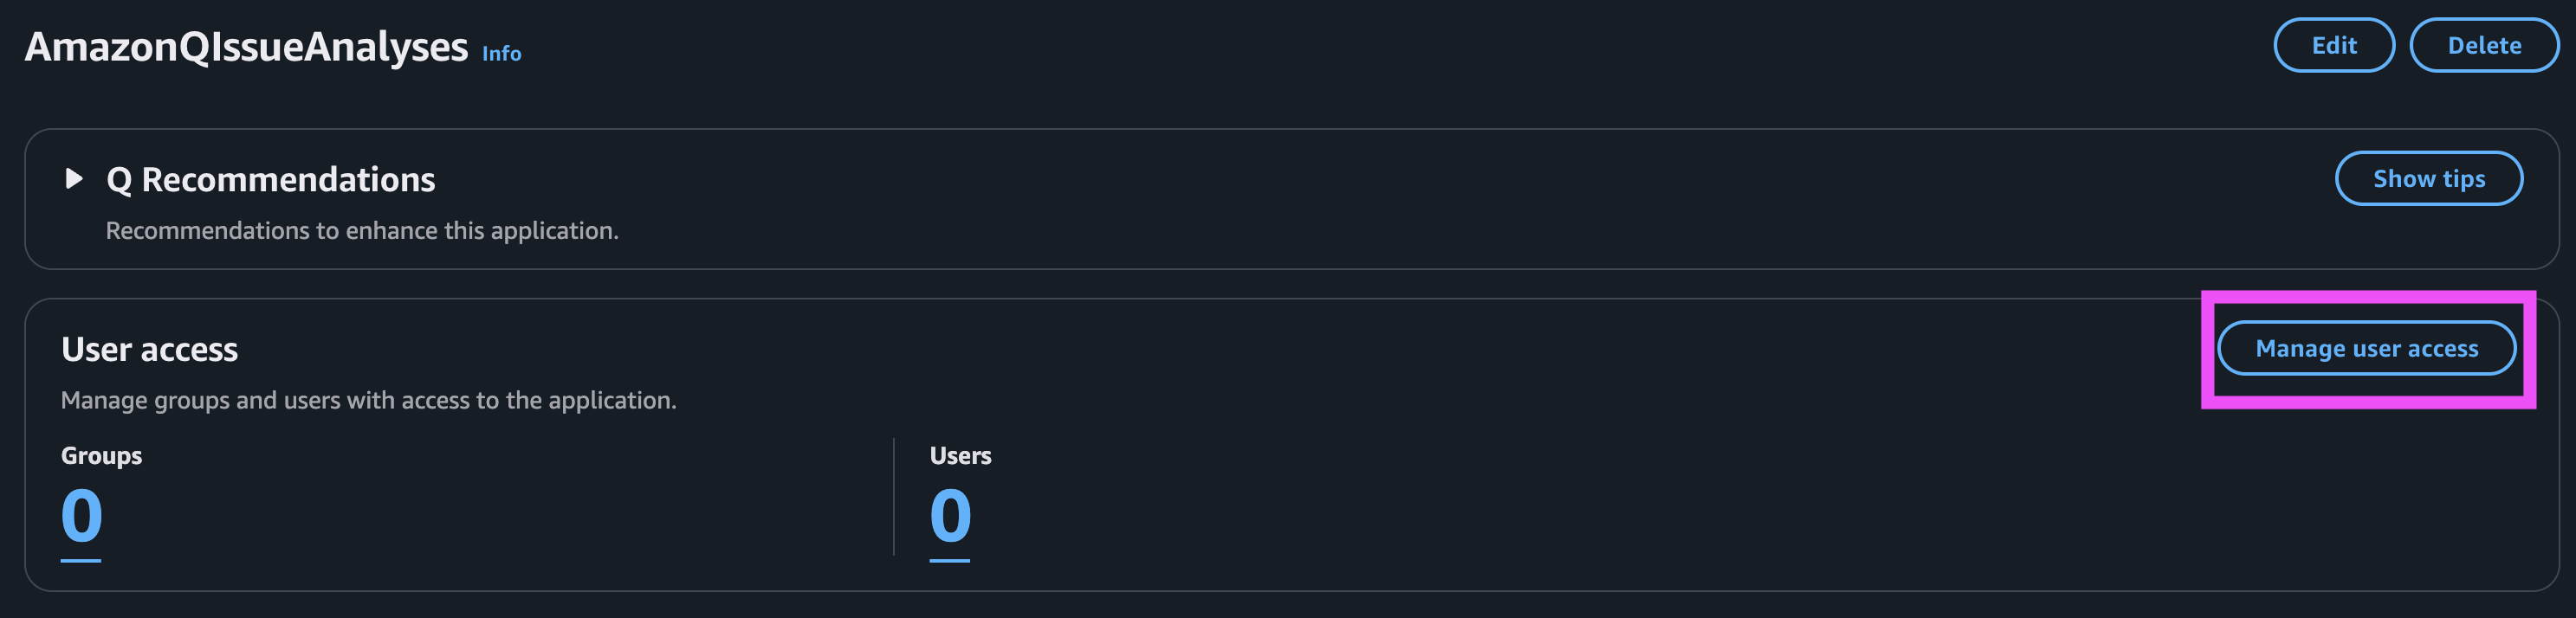 AmazonQIssueAnalyses Info
Edit
Delete
Q Recommendations
Show tips
Recommendations to enhance this application.
User access
Manage user access
Manage groups and users with access to the application.
Groups
Users
0
0